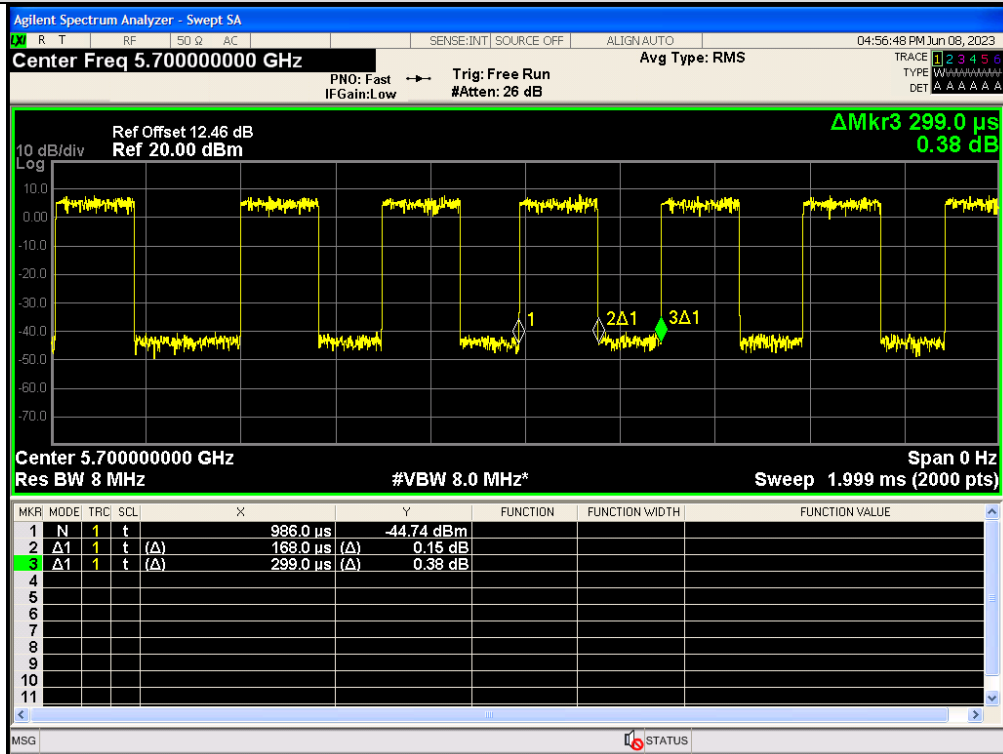 Agilent Spectrum Analyzer - Swept SA
LXI R T RF 50 Ω AC SENSE:INT SOURCE OFF ALIGN AUTO 04:56:48 PM Jun 08, 2023
Center Freq 5.700000000 GHz Avg Type: RMS TRACE 1 2 3 4 5 6
PNO: Fast Trig: Free Run TYPE W
IFGain:Low #Atten: 26 dB DET A A A A A A
ΔMkr3 299.0 µs
Ref Offset 12.46 dB 0.38 dB
10 dB/div Ref 20.00 dBm
Log
10.0
0.00
-10.0
-20.0
-30.0
1 2Δ1 3Δ1
-40.0
-50.0
-60.0
-70.0
Center 5.700000000 GHz Span 0 Hz
Res BW 8 MHz #VBW 8.0 MHz* Sweep 1.999 ms (2000 pts)
MKR MODE TRC SCL X Y FUNCTION FUNCTION WIDTH FUNCTION VALUE
1 N 1 t 986.0 µs -44.74 dBm
2 Δ1 1 t (Δ) 168.0 µs (Δ) 0.15 dB
3 Δ1 1 t (Δ) 299.0 µs (Δ) 0.38 dB
4
5
6
7
8
9
10
11
MSG STATUS